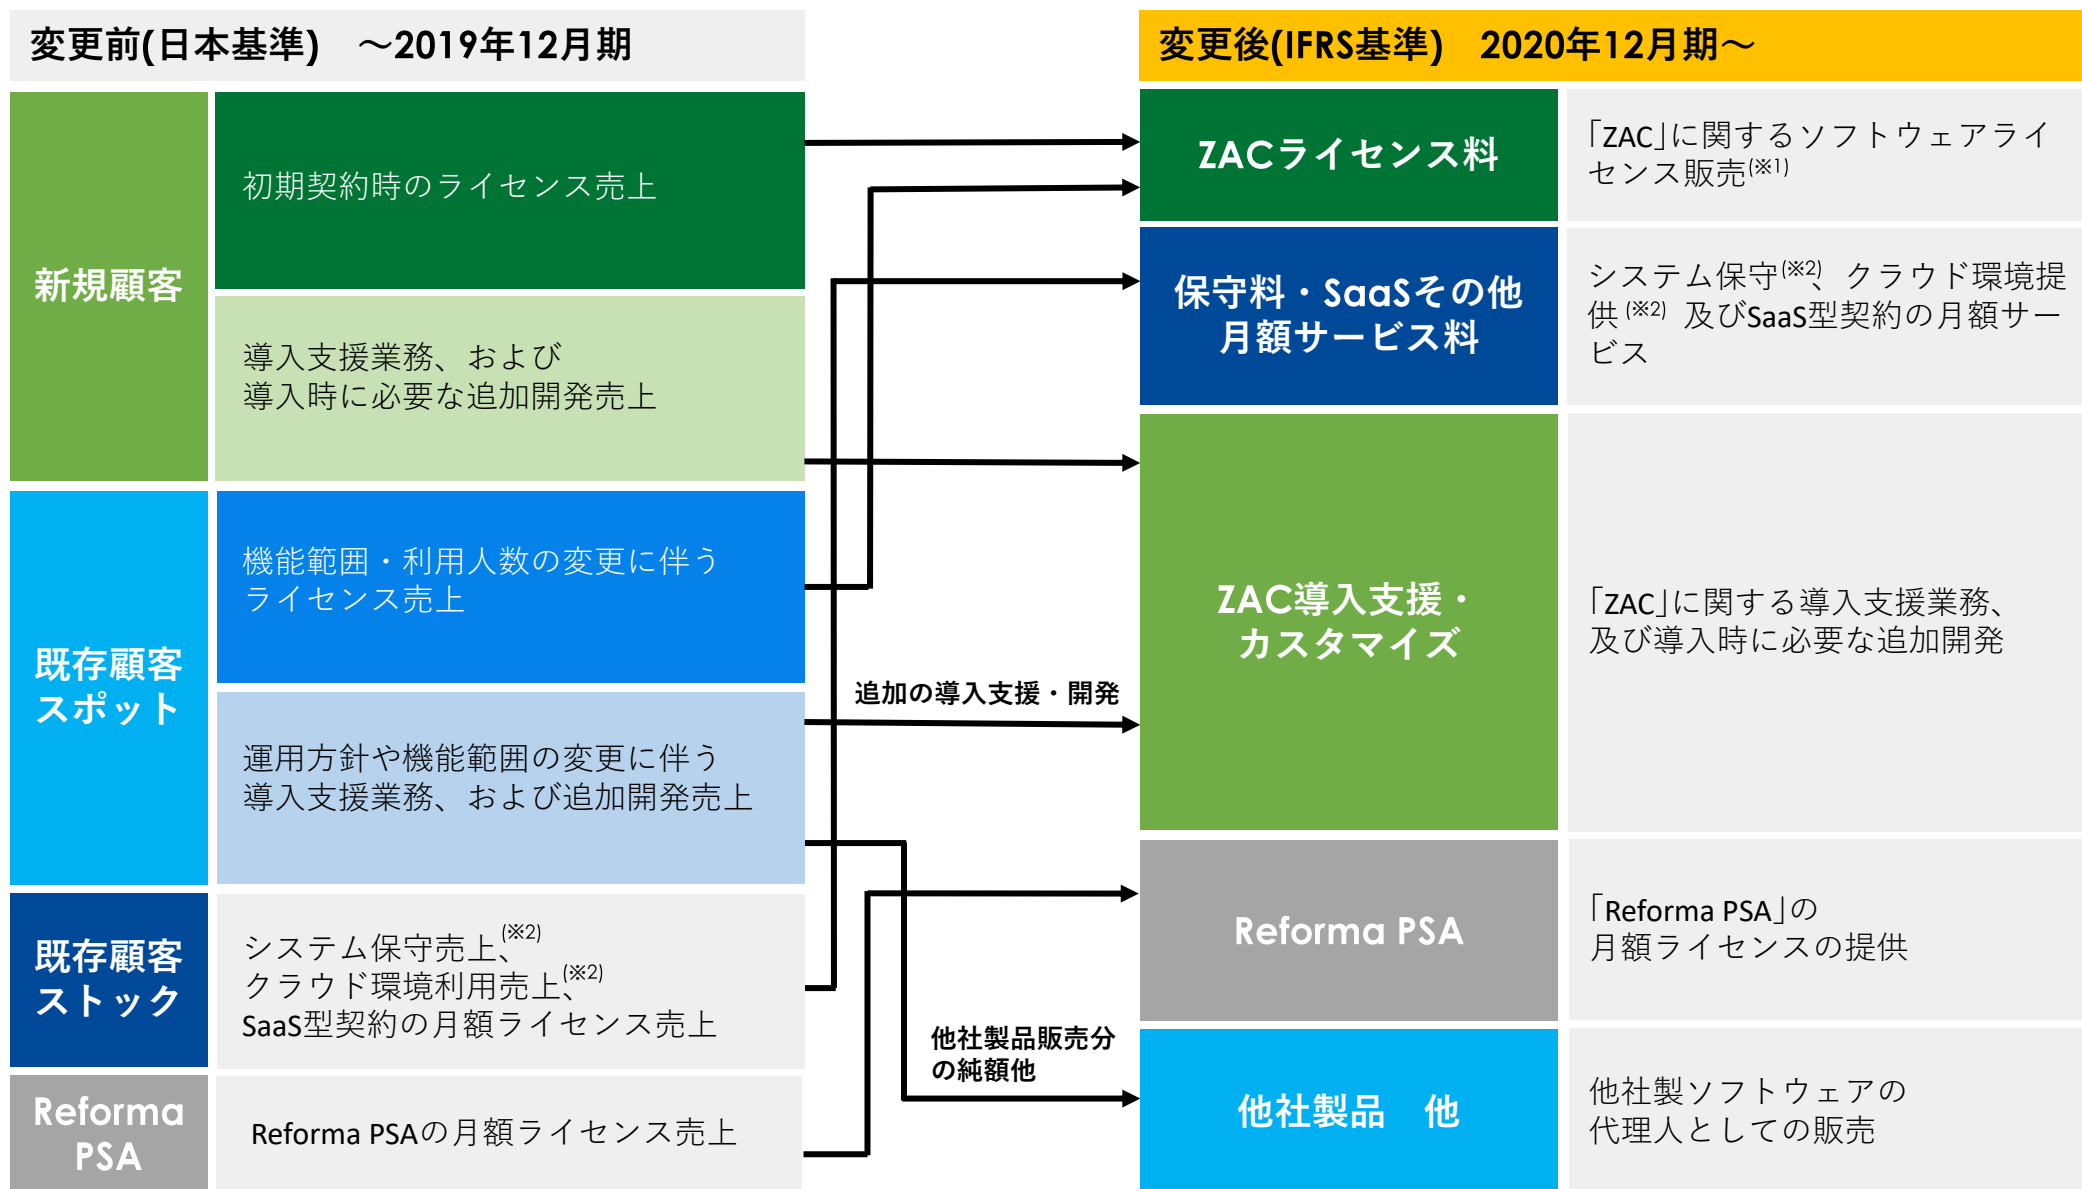 変更前(日本基準)　～2019年12月期
新規顧客
初期契約時のライセンス売上
導入支援業務、および
導入時に必要な追加開発売上
既存顧客
スポット
機能範囲・利用人数の変更に伴う
ライセンス売上
運用方針や機能範囲の変更に伴う
導入支援業務、および追加開発売上
既存顧客
ストック
システム保守売上、(※2)
クラウド環境利用売上、(※2)
SaaS型契約の月額ライセンス売上
Reforma
PSA
Reforma PSAの月額ライセンス売上
追加の導入支援・開発
他社製品販売分
の純額他
変更後(IFRS基準)　2020年12月期～
ZACライセンス料
「ZAC」に関するソフトウェアライ
センス販売(※1)
保守料・SaaSその他
月額サービス料
システム保守(※2)、クラウド環境提
供(※2) 及びSaaS型契約の月額サー
ビス
ZAC導入支援・
カスタマイズ
「ZAC」に関する導入支援業務、
及び導入時に必要な追加開発
Reforma PSA
「Reforma PSA」の
月額ライセンスの提供
他社製品　他
他社製ソフトウェアの
代理人としての販売